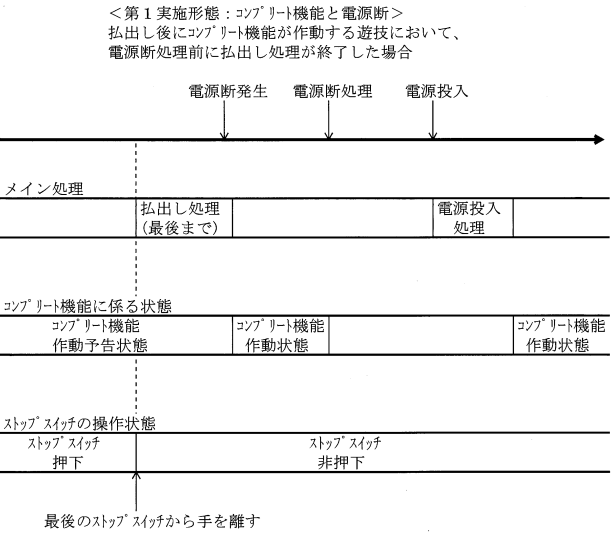 ＜第１実施形態：ｺﾝﾌﾟﾘｰﾄ機能と電源断＞
払出し後にｺﾝﾌﾟﾘｰﾄ機能が作動する遊技において、
電源断処理前に払出し処理が終了した場合
電源断発生 電源断処理 電源投入
メイン処理
払出し処理 電源投入
(最後まで) 処理
ｺﾝﾌﾟﾘｰﾄ機能に係る状態
ｺﾝﾌﾟﾘｰﾄ機能 ｺﾝﾌﾟﾘｰﾄ機能 ｺﾝﾌﾟﾘｰﾄ機能
作動予告状態 作動状態 作動状態
ｽﾄｯﾌﾟｽｲｯﾁの操作状態
ｽﾄｯﾌﾟｽｲｯﾁ ｽﾄｯﾌﾟｽｲｯﾁ
押下 非押下
最後のｽﾄｯﾌﾟｽｲｯﾁから手を離す